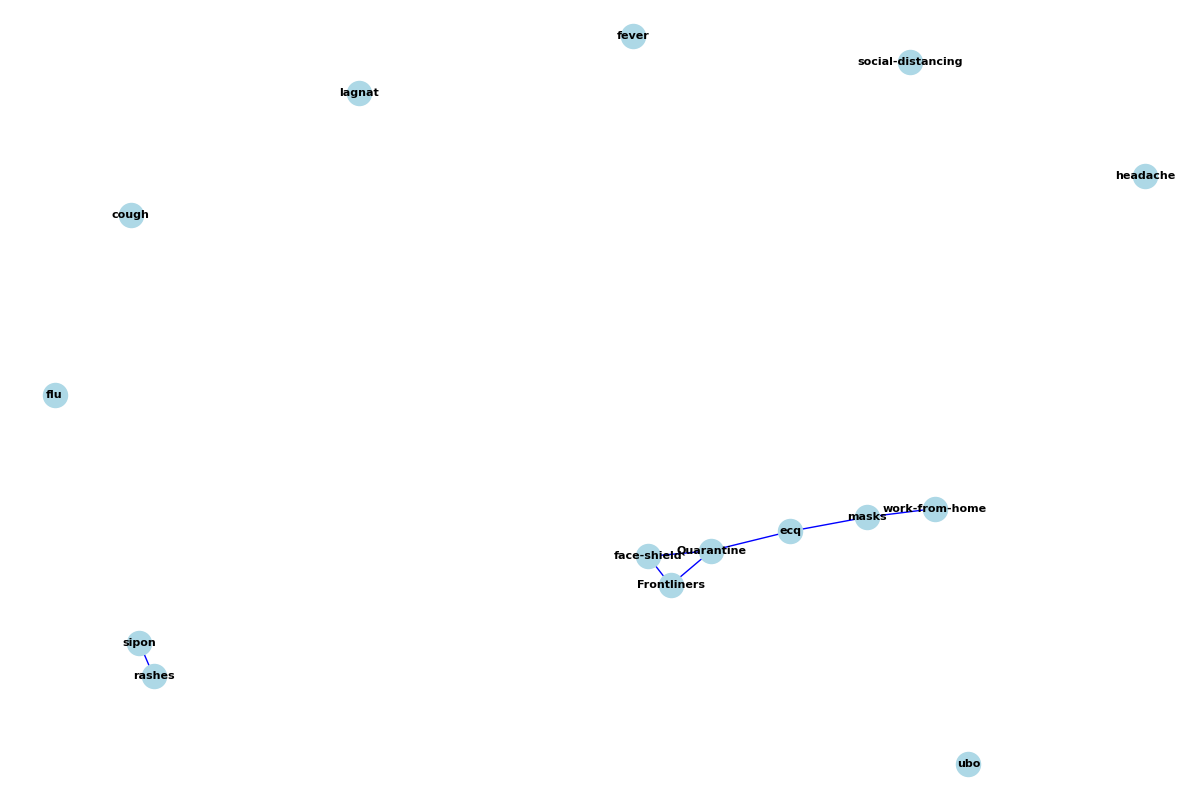 fever
social-distancing
lagnat
headache
cough
flu
work-from-home
masks
ecq
Quarantine
face-shield
Frontliners
sipon
rashes
ubo